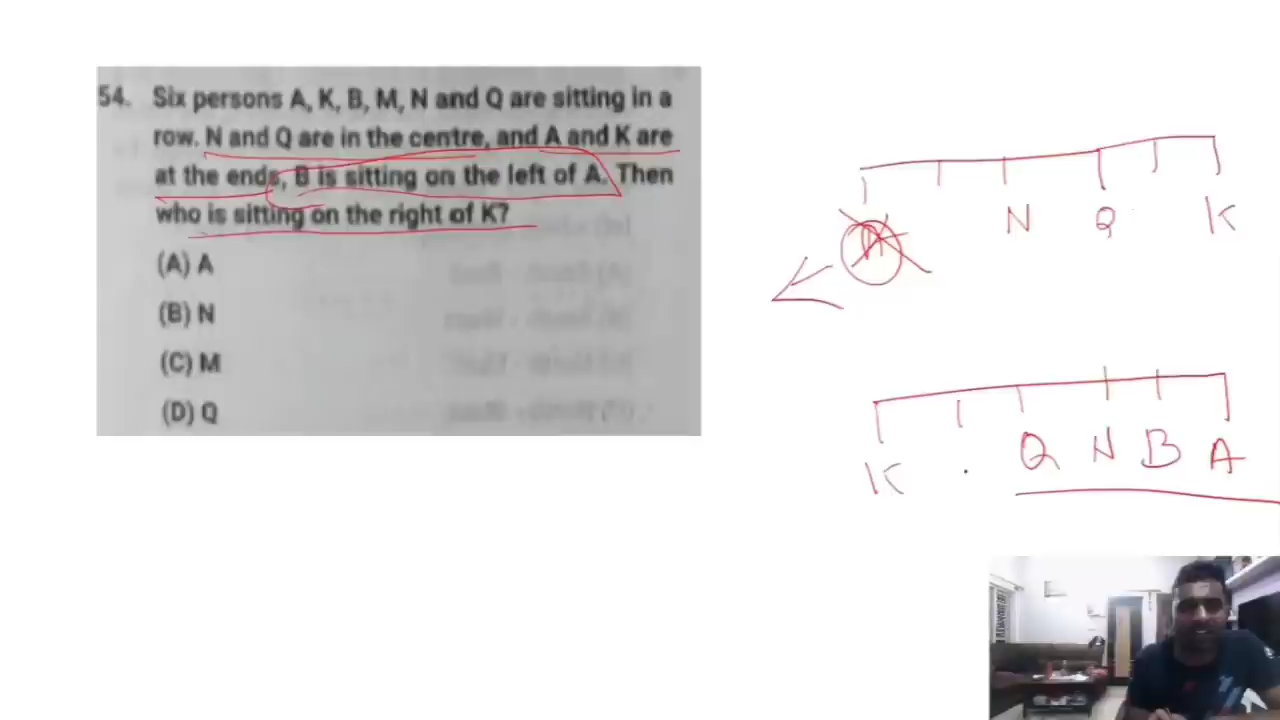 54. Six persons A, K, B, M, N and Q are sitting in a
row. N and Q are in the centre, and A and K are
at the ends, B is sitting on the left of A. Then
who is sitting on the right of K?
(A) A
(B) N
(C) M
(D) Q
A N Q K
K . Q N B A